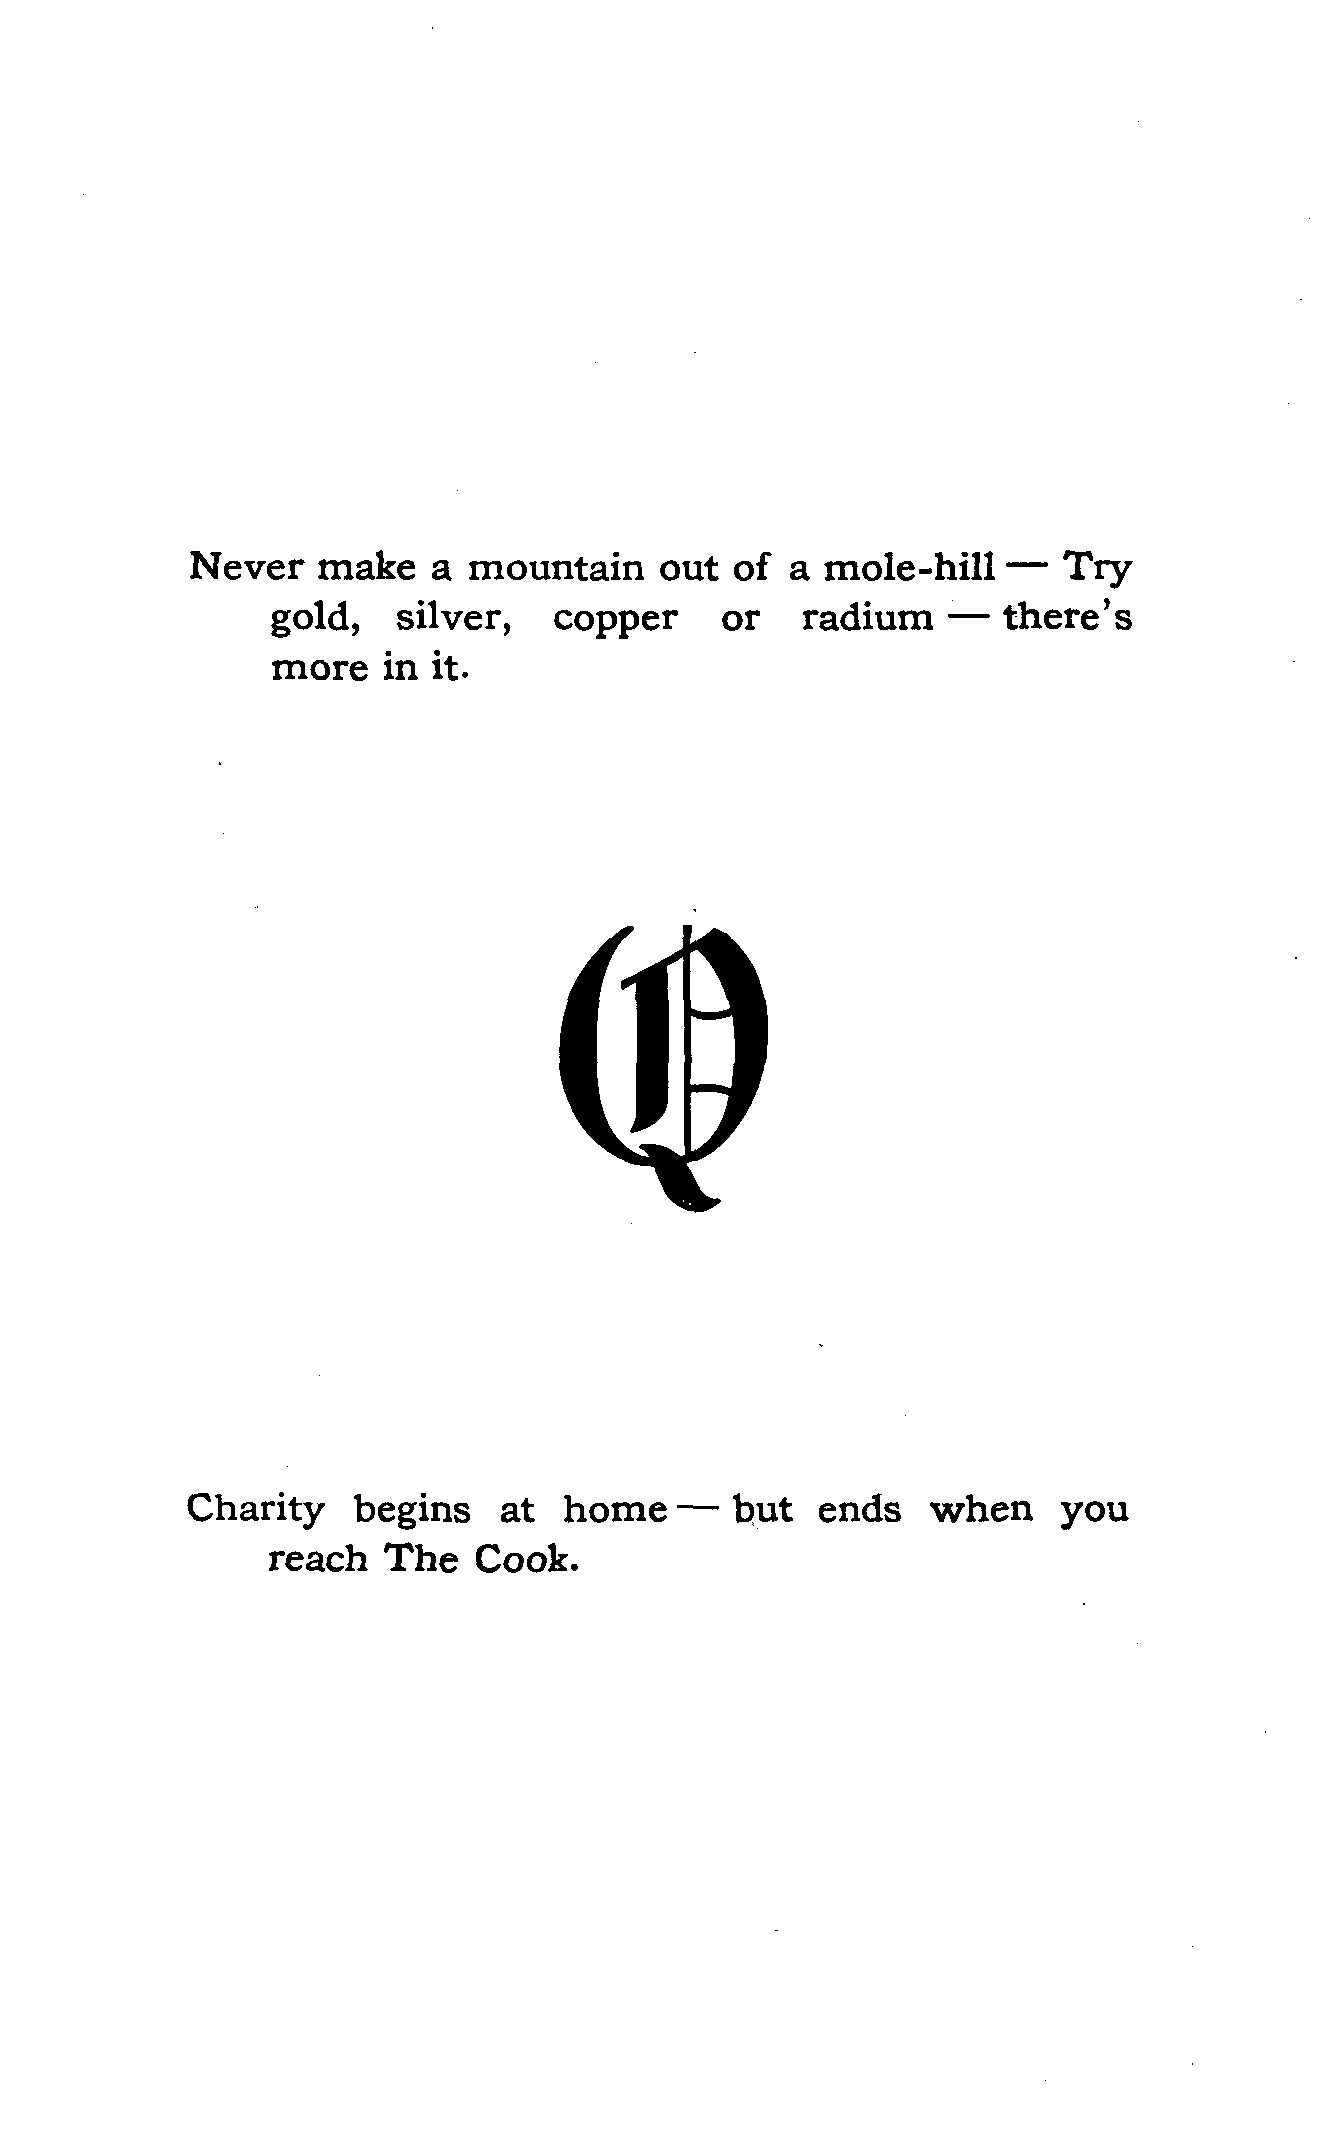 Never make a mountain out of a mole-hill — Try
gold, silver, copper or radium — there's
more in it.
Q
Charity begins at home — but ends when you
reach The Cook.